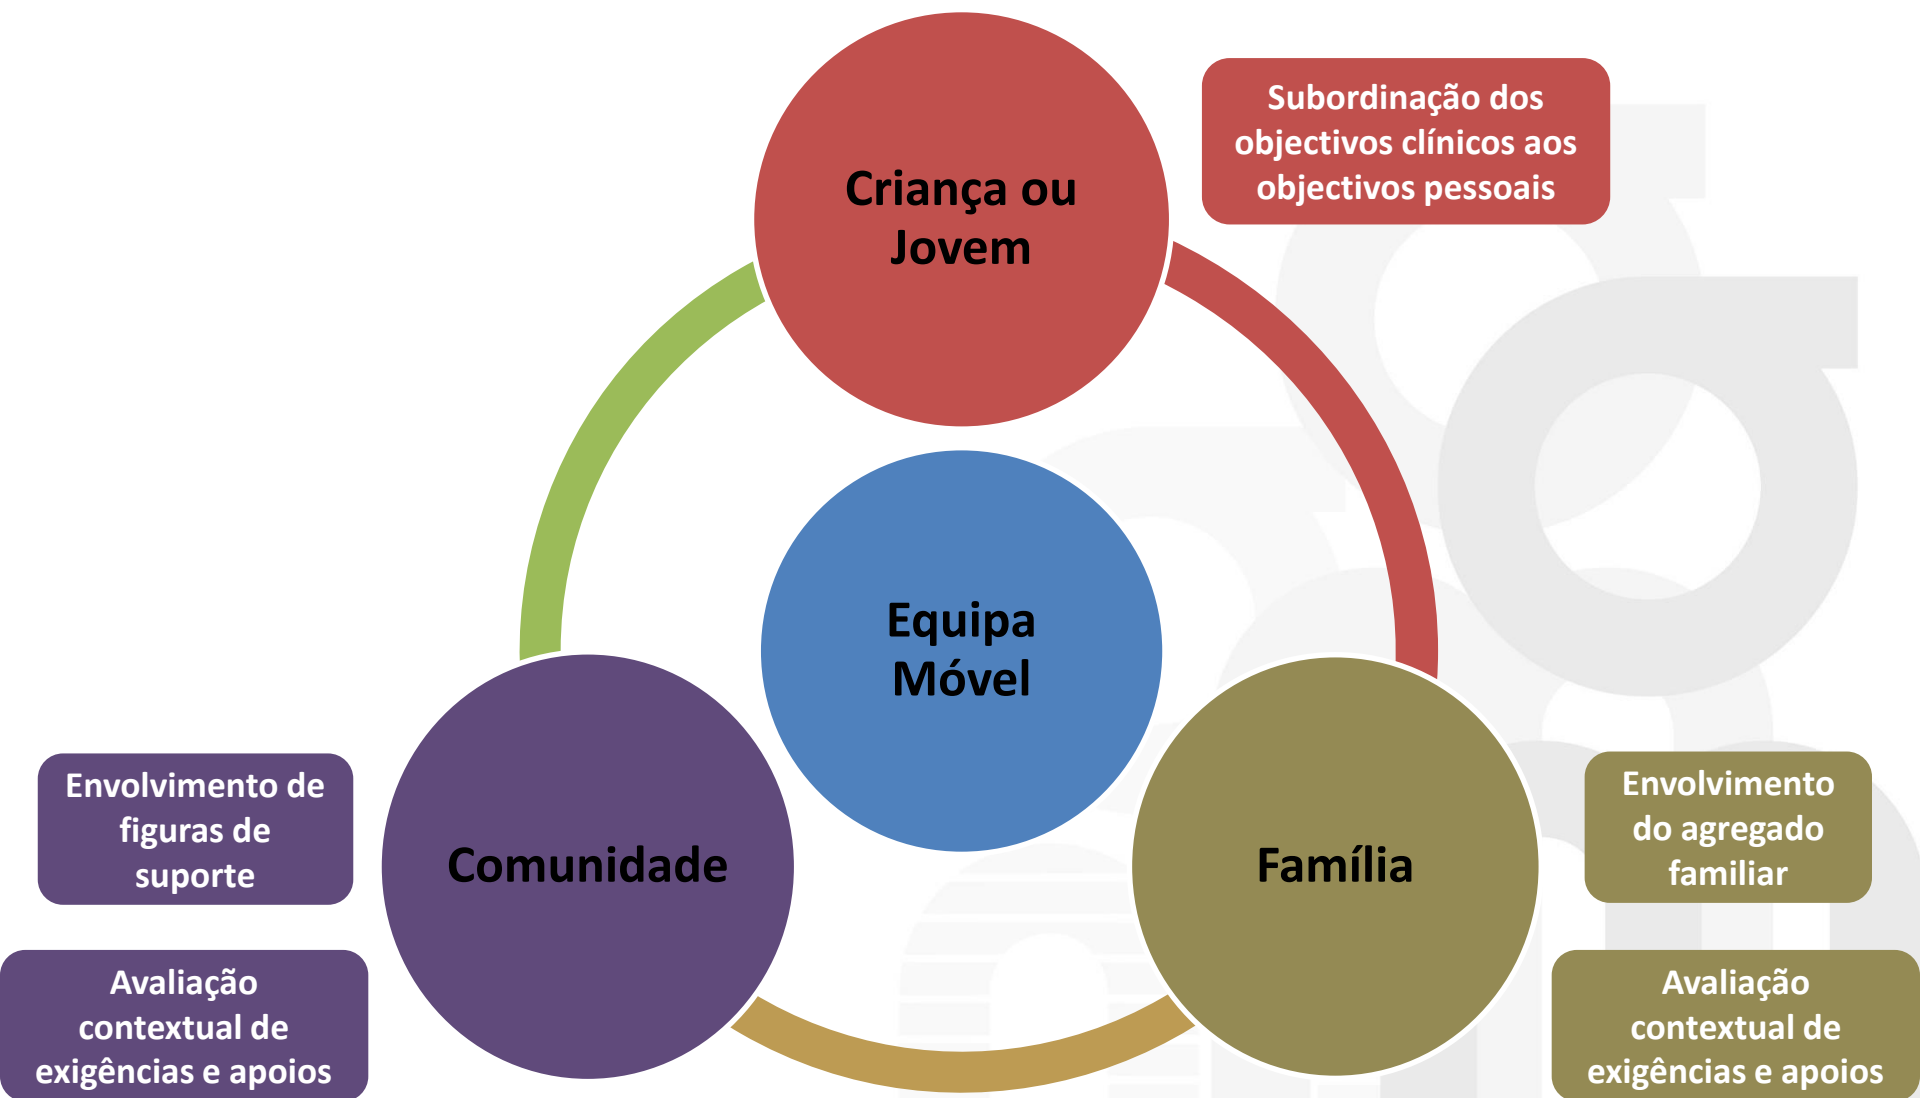 Criança ou
Jovem
Subordinação dos
objectivos clínicos aos
objectivos pessoais
Equipa
Móvel
Comunidade
Envolvimento de
figuras de
suporte
Avaliação
contextual de
exigências e apoios
Família
Envolvimento
do agregado
familiar
Avaliação
contextual de
exigências e apoios